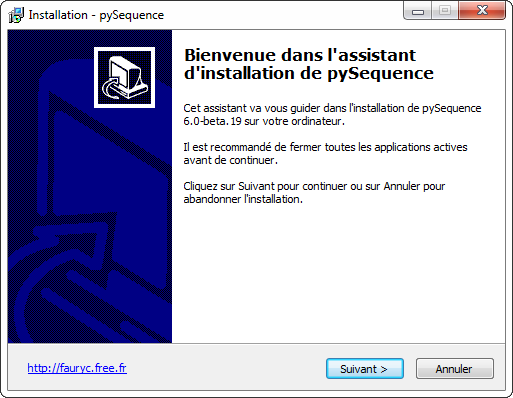 Installation - pySequence
Bienvenue dans l'assistant
d'installation de pySequence
Cet assistant va vous guider dans l'installation de pySequence
6.0-beta.19 sur votre ordinateur.
Il est recommandé de fermer toutes les applications actives
avant de continuer.
Cliquez sur Suivant pour continuer ou sur Annuler pour
abandonner l'installation.
http://fauryc.free.fr
Suivant >
Annuler